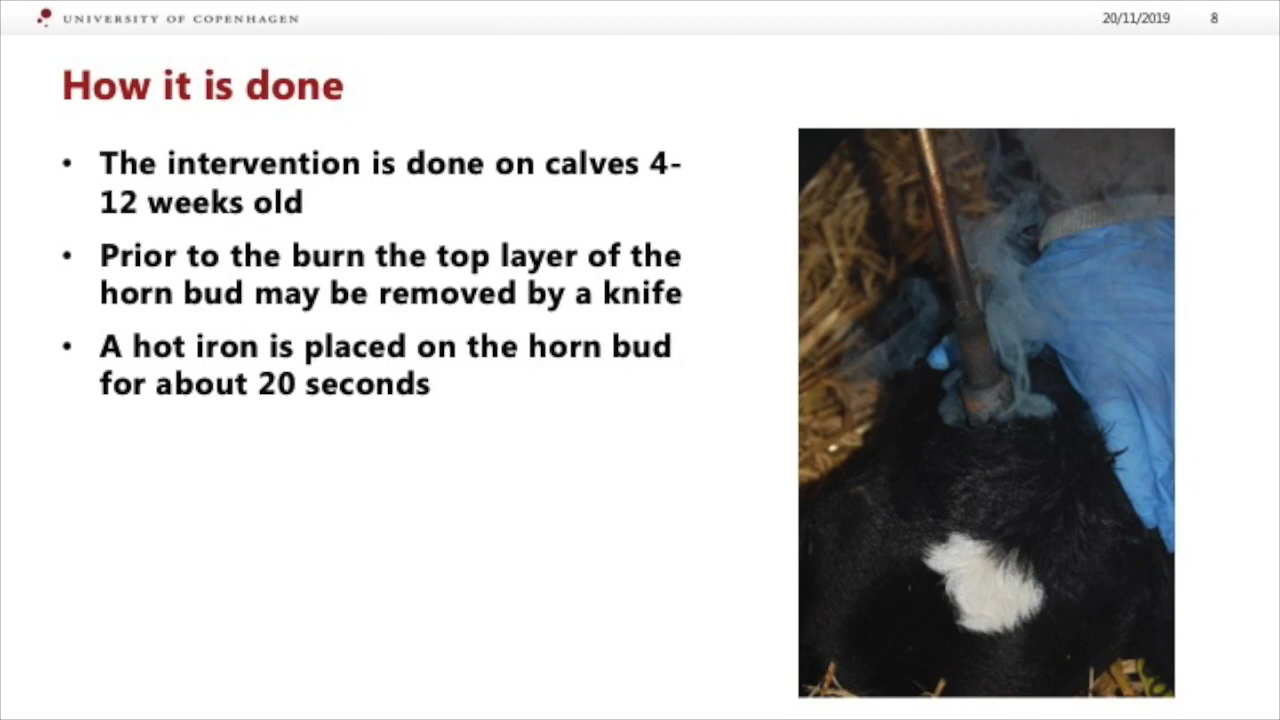 UNIVERSITY OF COPENHAGEN
20/11/2019 8
How it is done
• The intervention is done on calves 4-
12 weeks old
• Prior to the burn the top layer of the
horn bud may be removed by a knife
• A hot iron is placed on the horn bud
for about 20 seconds